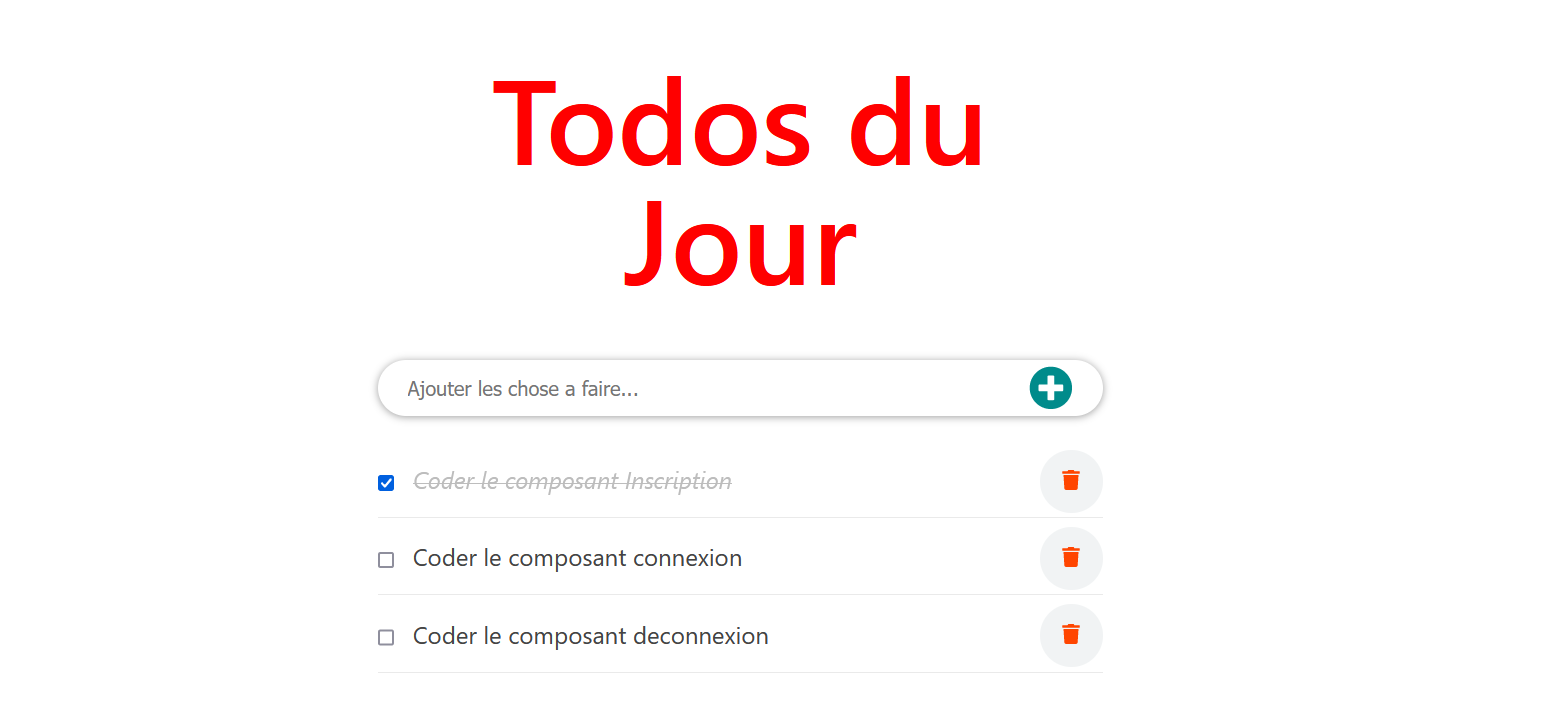 Todos du
Jour
Ajouter les chose a faire...
Coder le composant Inscription
Coder le composant connexion
Coder le composant deconnexion